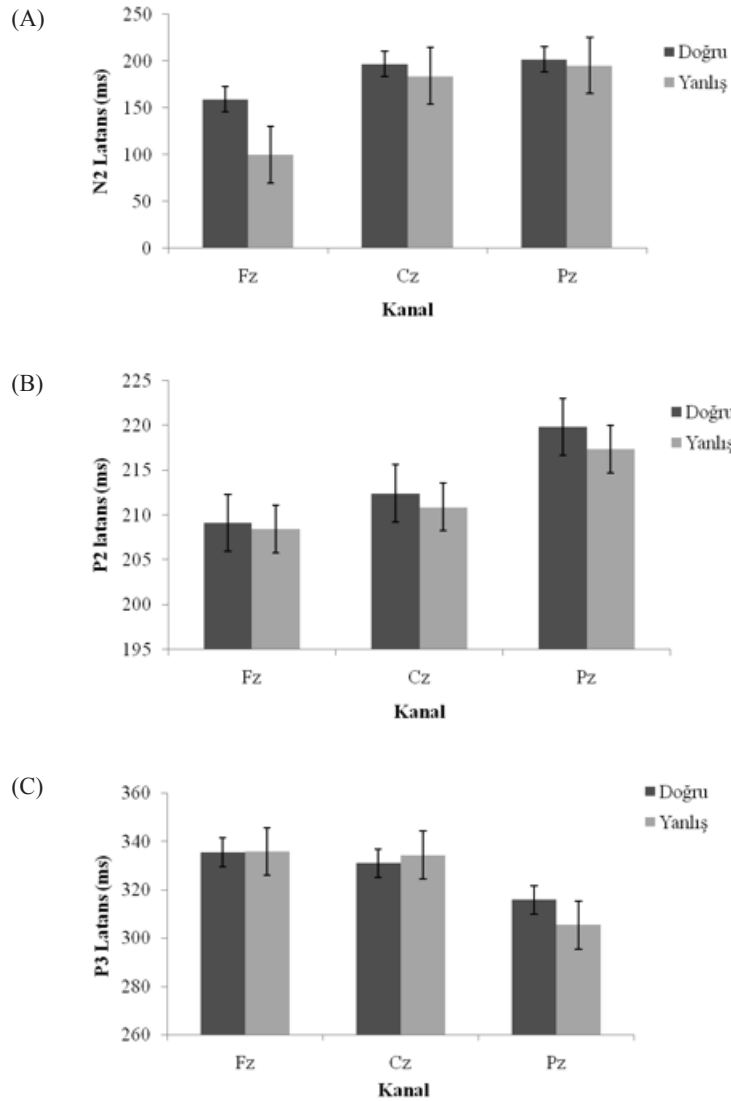 (A)
250
200
150
100
50
0
N2 Latans (ms)
Fz
Cz
Pz
Kanal
Doğru
Yanlış
(B)
225
220
215
210
205
200
195
P2 latans (ms)
Fz
Cz
Pz
Kanal
Doğru
Yanlış
(C)
360
340
320
300
280
260
P3 Latans (ms)
Fz
Cz
Pz
Kanal
Doğru
Yanlış